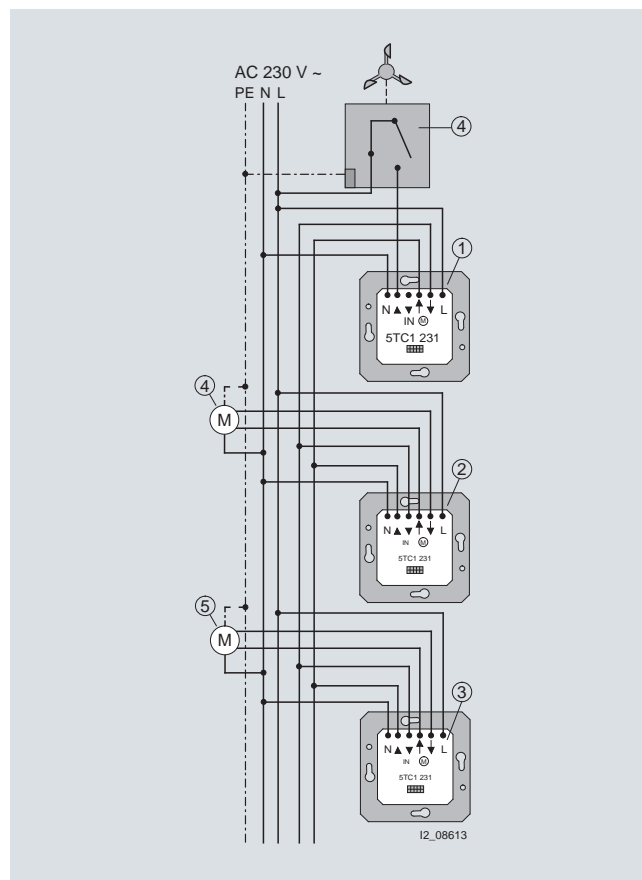 AC 230 V ~
PE N L
④
①
N ▲ ▼ ↑ ↓ L
IN Ⓜ
5TC1 231
④
M
②
N ▲ ▼ ↑ ↓ L
IN Ⓜ
5TC1 231
⑤
M
③
N ▲ ▼ ↑ ↓ L
IN Ⓜ
5TC1 231
I2_08613